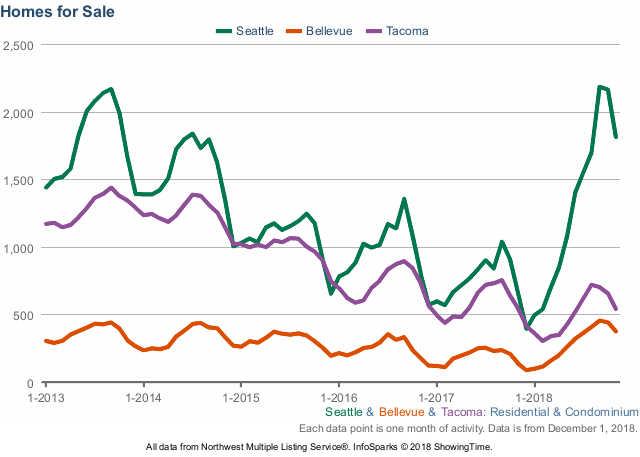 Homes for Sale
Seattle Bellevue Tacoma
2,500
2,000
1,500
1,000
500
0
1-2013 1-2014 1-2015 1-2016 1-2017 1-2018
Seattle & Bellevue & Tacoma: Residential & Condominium
Each data point is one month of activity. Data is from December 1, 2018.
All data from Northwest Multiple Listing Service®. InfoSparks © 2018 ShowingTime.